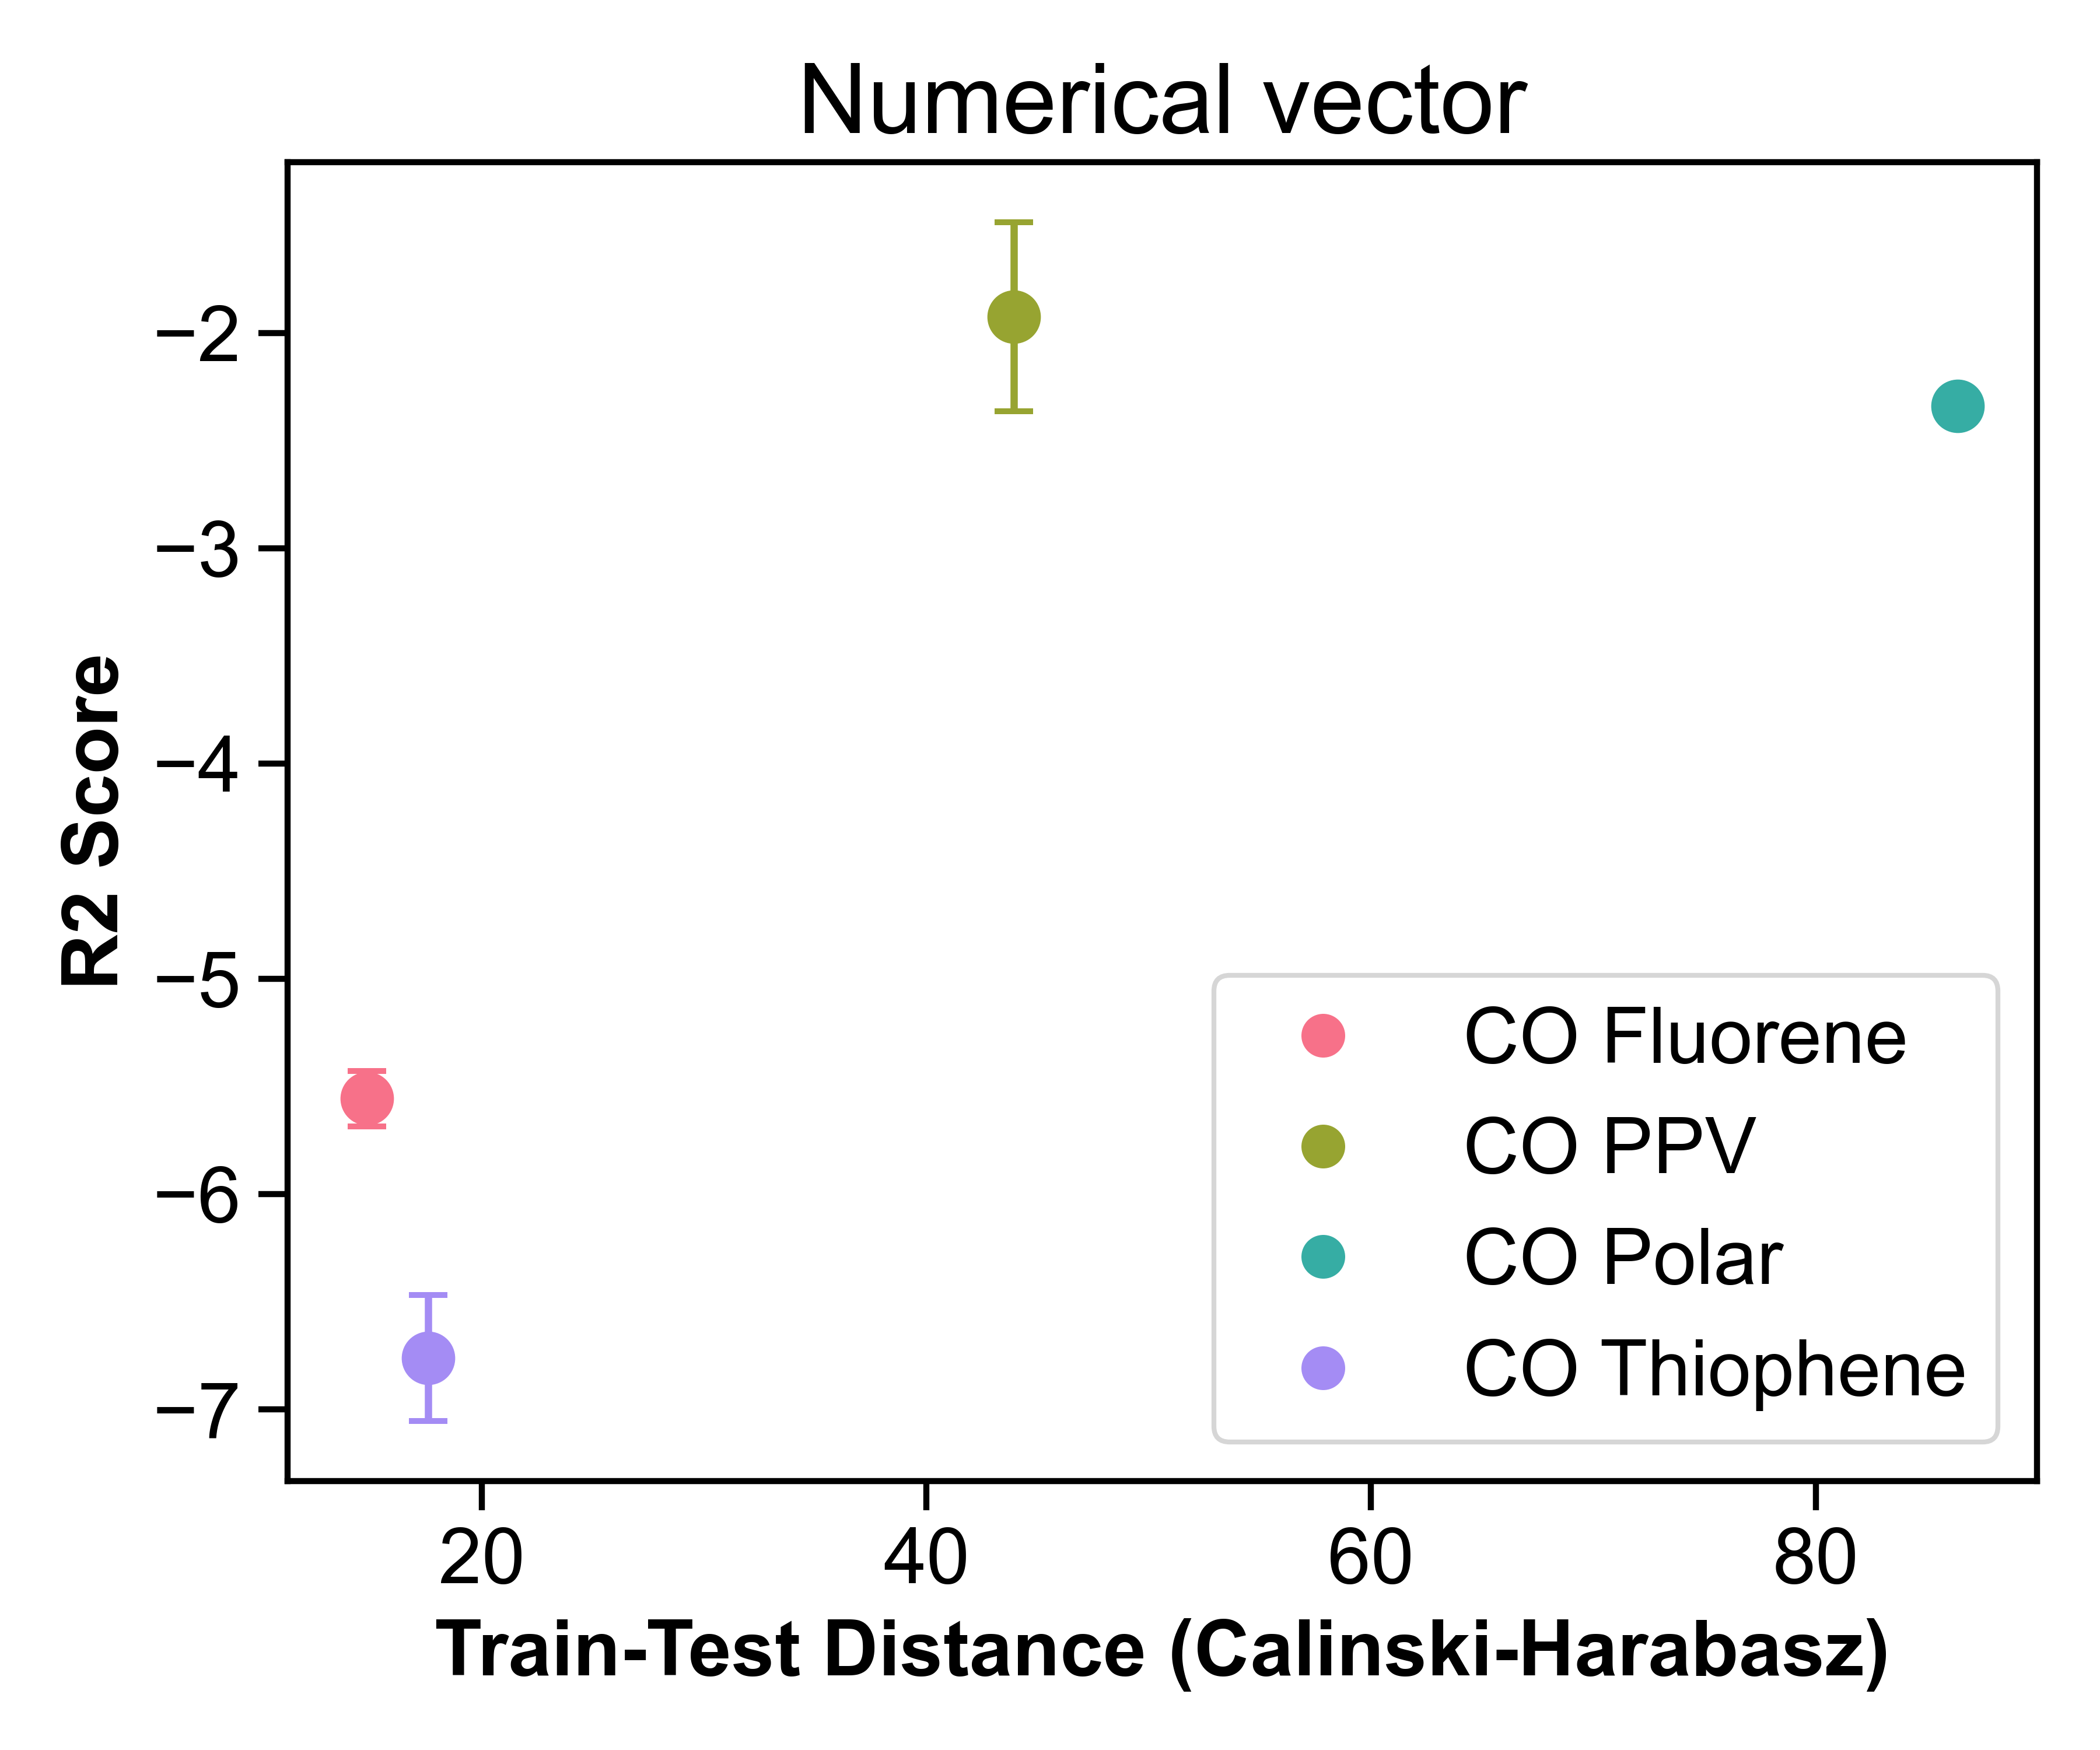 Numerical vector
R2 Score
−2
−3
−4
−5
−6
−7
CO Fluorene
CO PPV
CO Polar
CO Thiophene
20 40 60 80
Train-Test Distance (Calinski-Harabasz)